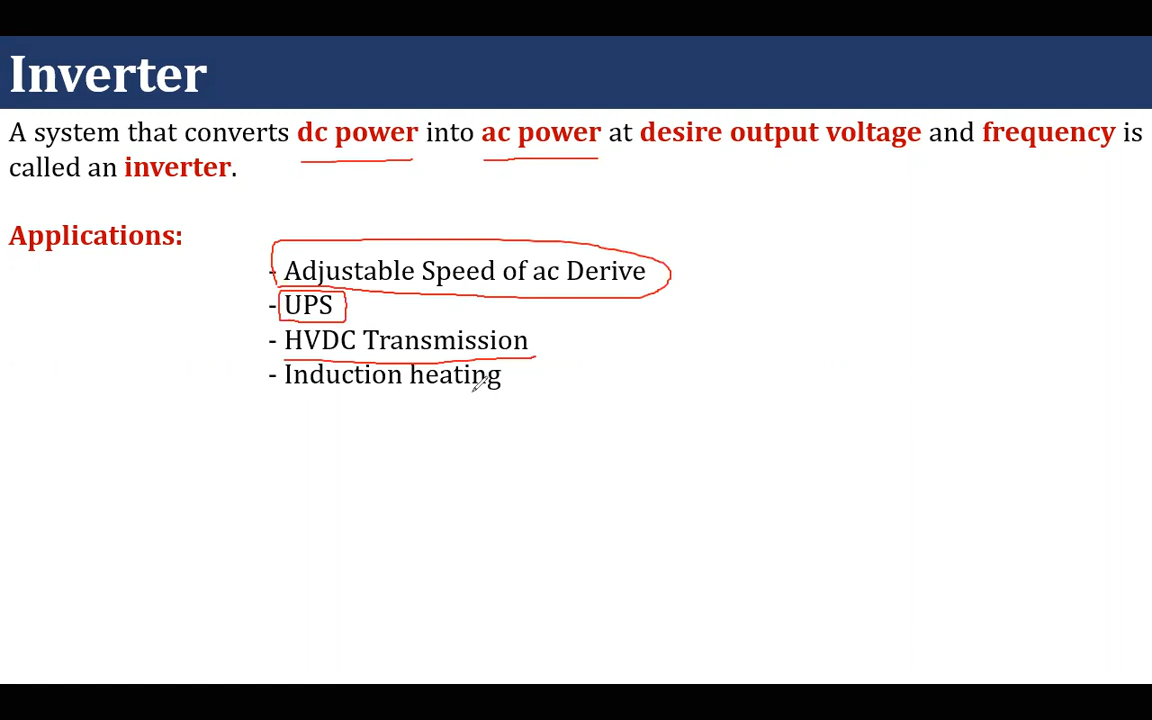 Inverter
A system that converts dc power into ac power at desire output voltage and frequency is
called an inverter.
Applications:
- Adjustable Speed of ac Derive
- UPS
- HVDC Transmission
- Induction heating